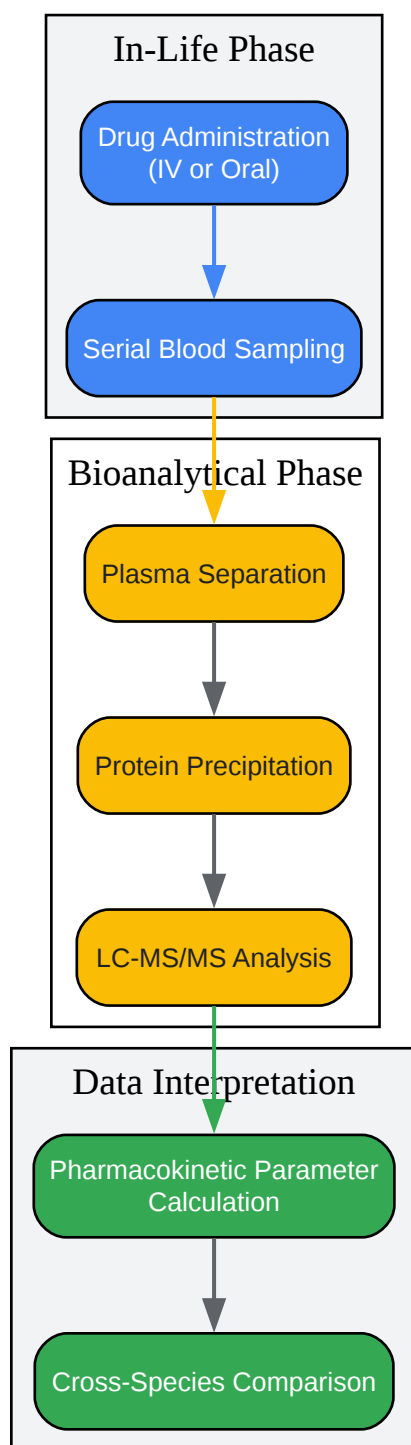 In-Life Phase
Drug Administration
(IV or Oral)
Serial Blood Sampling
Bioanalytical Phase
Plasma Separation
Protein Precipitation
LC-MS/MS Analysis
Data Interpretation
Pharmacokinetic Parameter
Calculation
Cross-Species Comparison